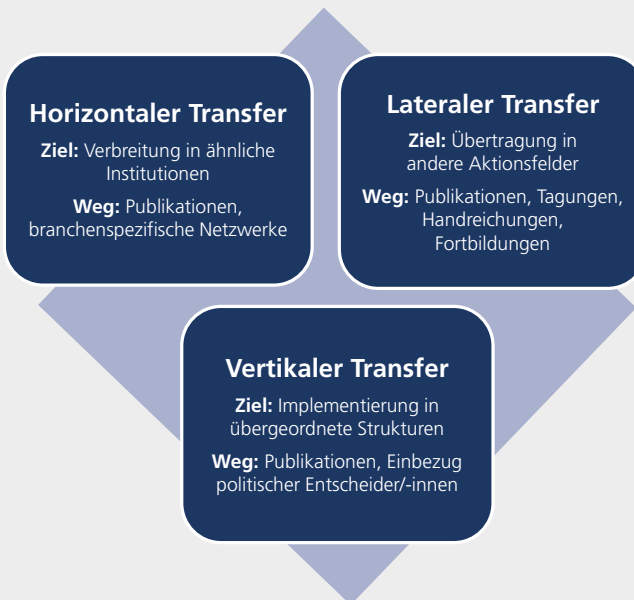 Horizontaler Transfer
Ziel: Verbreitung in ähnliche
Institutionen
Weg: Publikationen,
branchenspezifische Netzwerke
Lateraler Transfer
Ziel: Übertragung in
andere Aktionsfelder
Weg: Publikationen, Tagungen,
Handreichungen,
Fortbildungen
Vertikaler Transfer
Ziel: Implementierung in
übergeordnete Strukturen
Weg: Publikationen, Einbezug
politischer Entscheider/-innen